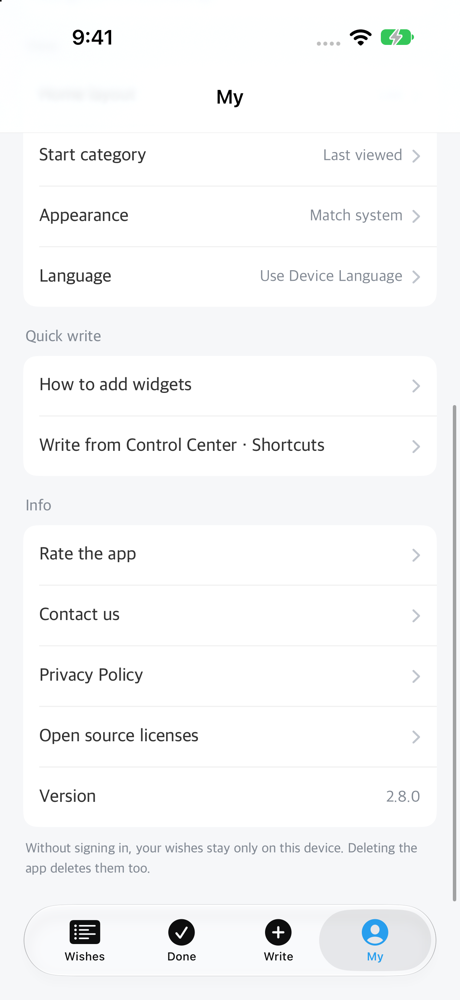 9:41
My
Start category
Last viewed
Appearance
Match system
Language
Use Device Language
Quick write
How to add widgets
Write from Control Center · Shortcuts
Info
Rate the app
Contact us
Privacy Policy
Open source licenses
Version
2.8.0
Without signing in, your wishes stay only on this device. Deleting the
app deletes them too.
Wishes
Done
Write
My